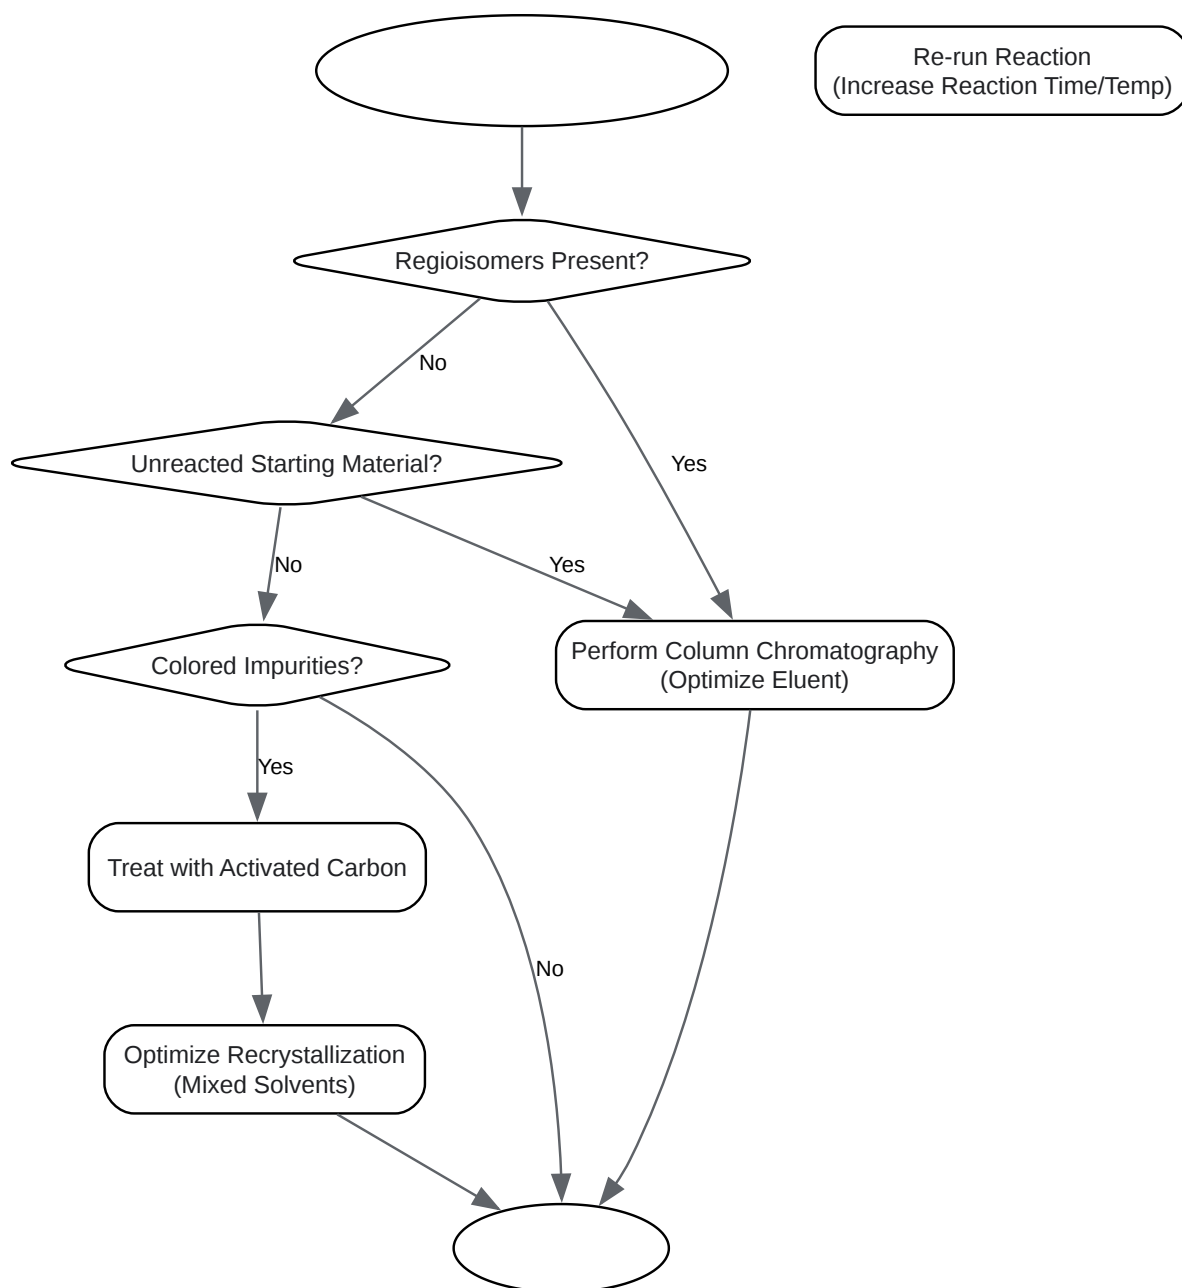 Re-run Reaction
(Increase Reaction Time/Temp)
Regioisomers Present?
No
Unreacted Starting Material?
Yes
No
Yes
Colored Impurities?
Perform Column Chromatography
(Optimize Eluent)
Yes
Treat with Activated Carbon
No
Optimize Recrystallization
(Mixed Solvents)